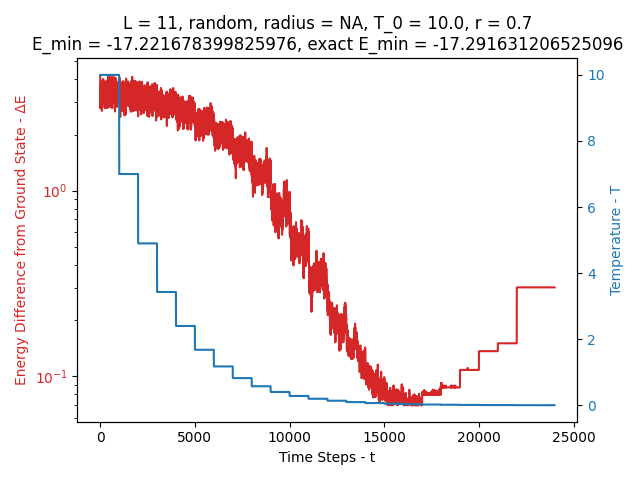 L = 11, random, radius = NA, T_0 = 10.0, r = 0.7
E_min = -17.221678399825976, exact E_min = -17.291631206525096
Energy Difference from Ground State - ΔE
10⁰
10⁻¹
10
8
6
4
2
0
Temperature - T
0
5000
10000
15000
20000
25000
Time Steps - t